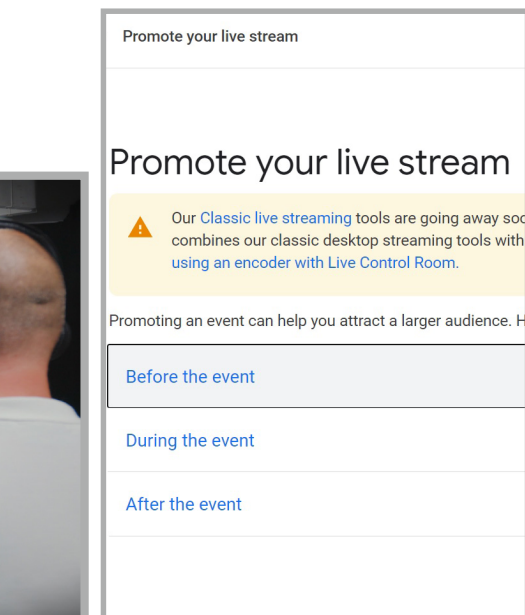 Promote your live stream
Promote your live stream
Our Classic live streaming tools are going away
combines our classic desktop streaming tools with
using an encoder with Live Control Room.
Promoting an event can help you attract a larger audience.
Before the event
During the event
After the event